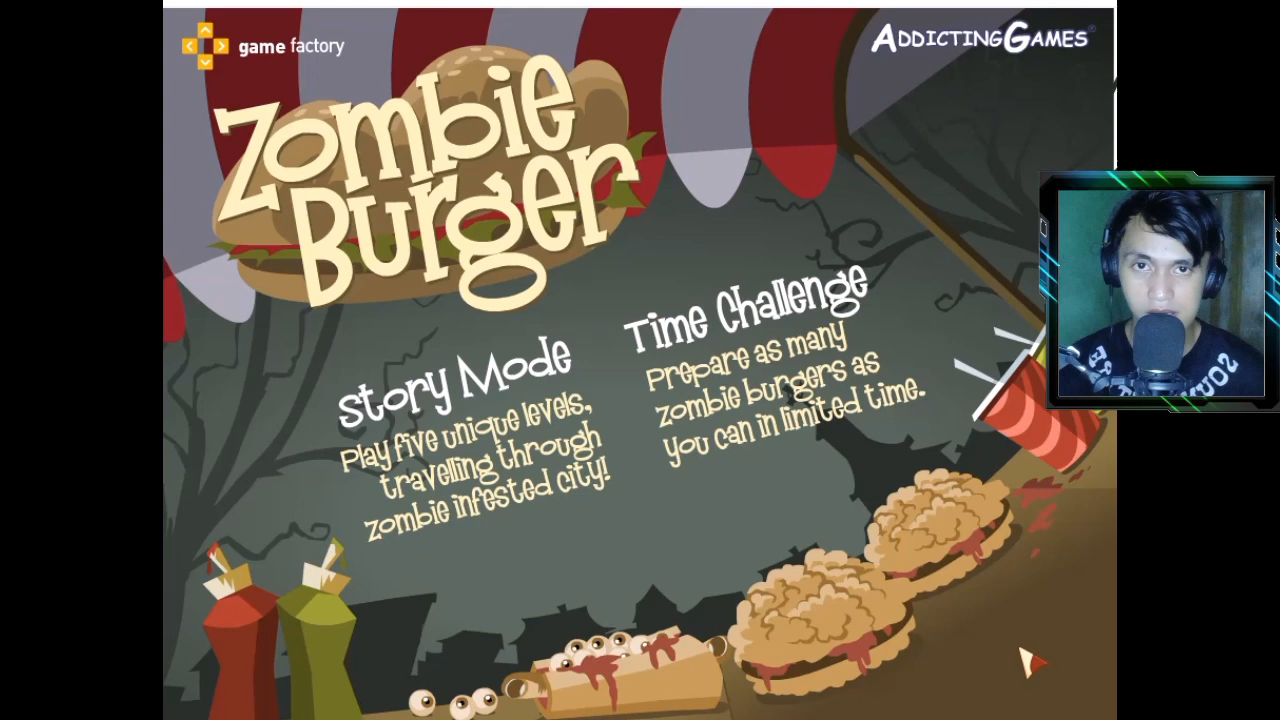 game factory
ADDICTINGGAMES®
Zombie
Burger
Story Mode
Play five unique levels,
travelling through
zombie infested city!
Time Challenge
Prepare as many
zombie burgers as
you can in limited time.